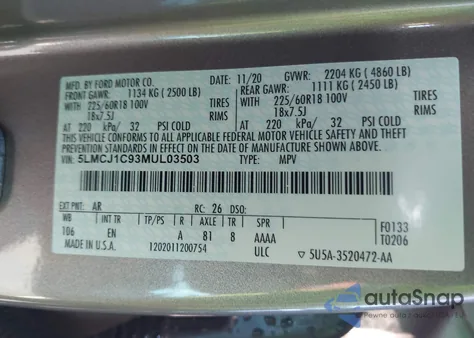 MFD. BY FORD MOTOR CO.
DATE: 11/20 GVWR: 2204 KG (4860 LB)
FRONT GAWR: 1134 KG (2500 LB) REAR GAWR: 1111 KG (2450 LB)
WITH 225/60R18 100V TIRES WITH 225/60R18 100V TIRES
18x7.5J RIMS 18x7.5J RIMS
AT 220 kPa/ 32 PSI COLD AT 220 kPa/ 32 PSI COLD
THIS VEHICLE CONFORMS TO ALL APPLICABLE FEDERAL MOTOR VEHICLE
SAFETY AND THEFT PREVENTION STANDARDS IN EFFECT ON THE
DATE OF MANUFACTURE SHOWN ABOVE.
VIN: 5LMCJ1C93MUL03503 TYPE: MPV
EXT PNT: AR RC: 26 DSO:
WB INT TR TP/PS R AXLE TR SPR
106 EN A 81 8 AAAA
F0133
T0206
MADE IN U.S.A. 1202011200754 ULC ▽ 5U5A-3520472-AA
autoSnap